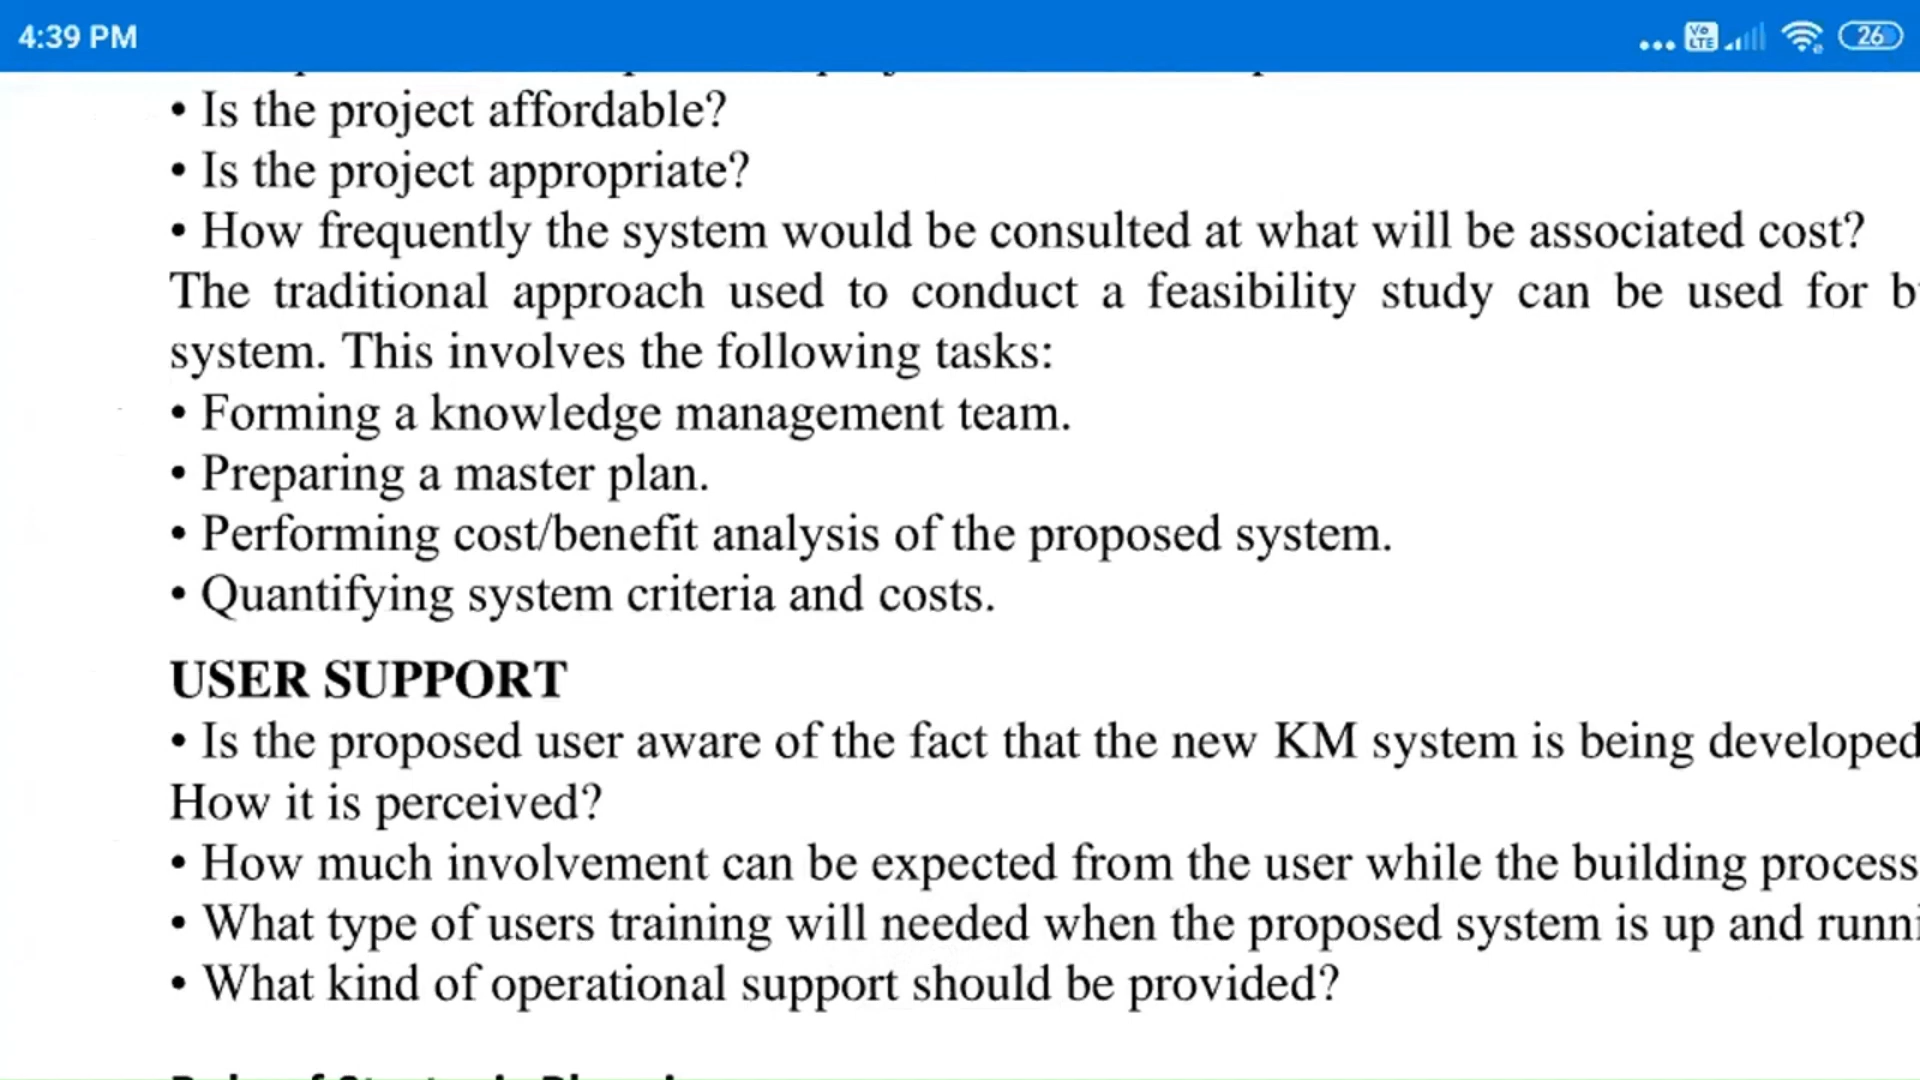 4:39 PM
Vo LTE
26
• Is the project affordable?
• Is the project appropriate?
• How frequently the system would be consulted at what will be associated cost?
The traditional approach used to conduct a feasibility study can be used for
system. This involves the following tasks:
• Forming a knowledge management team.
• Preparing a master plan.
• Performing cost/benefit analysis of the proposed system.
• Quantifying system criteria and costs.
USER SUPPORT
• Is the proposed user aware of the fact that the new KM system is being developed
How it is perceived?
• How much involvement can be expected from the user while the building process
• What type of users training will needed when the proposed system is up and runni
• What kind of operational support should be provided?